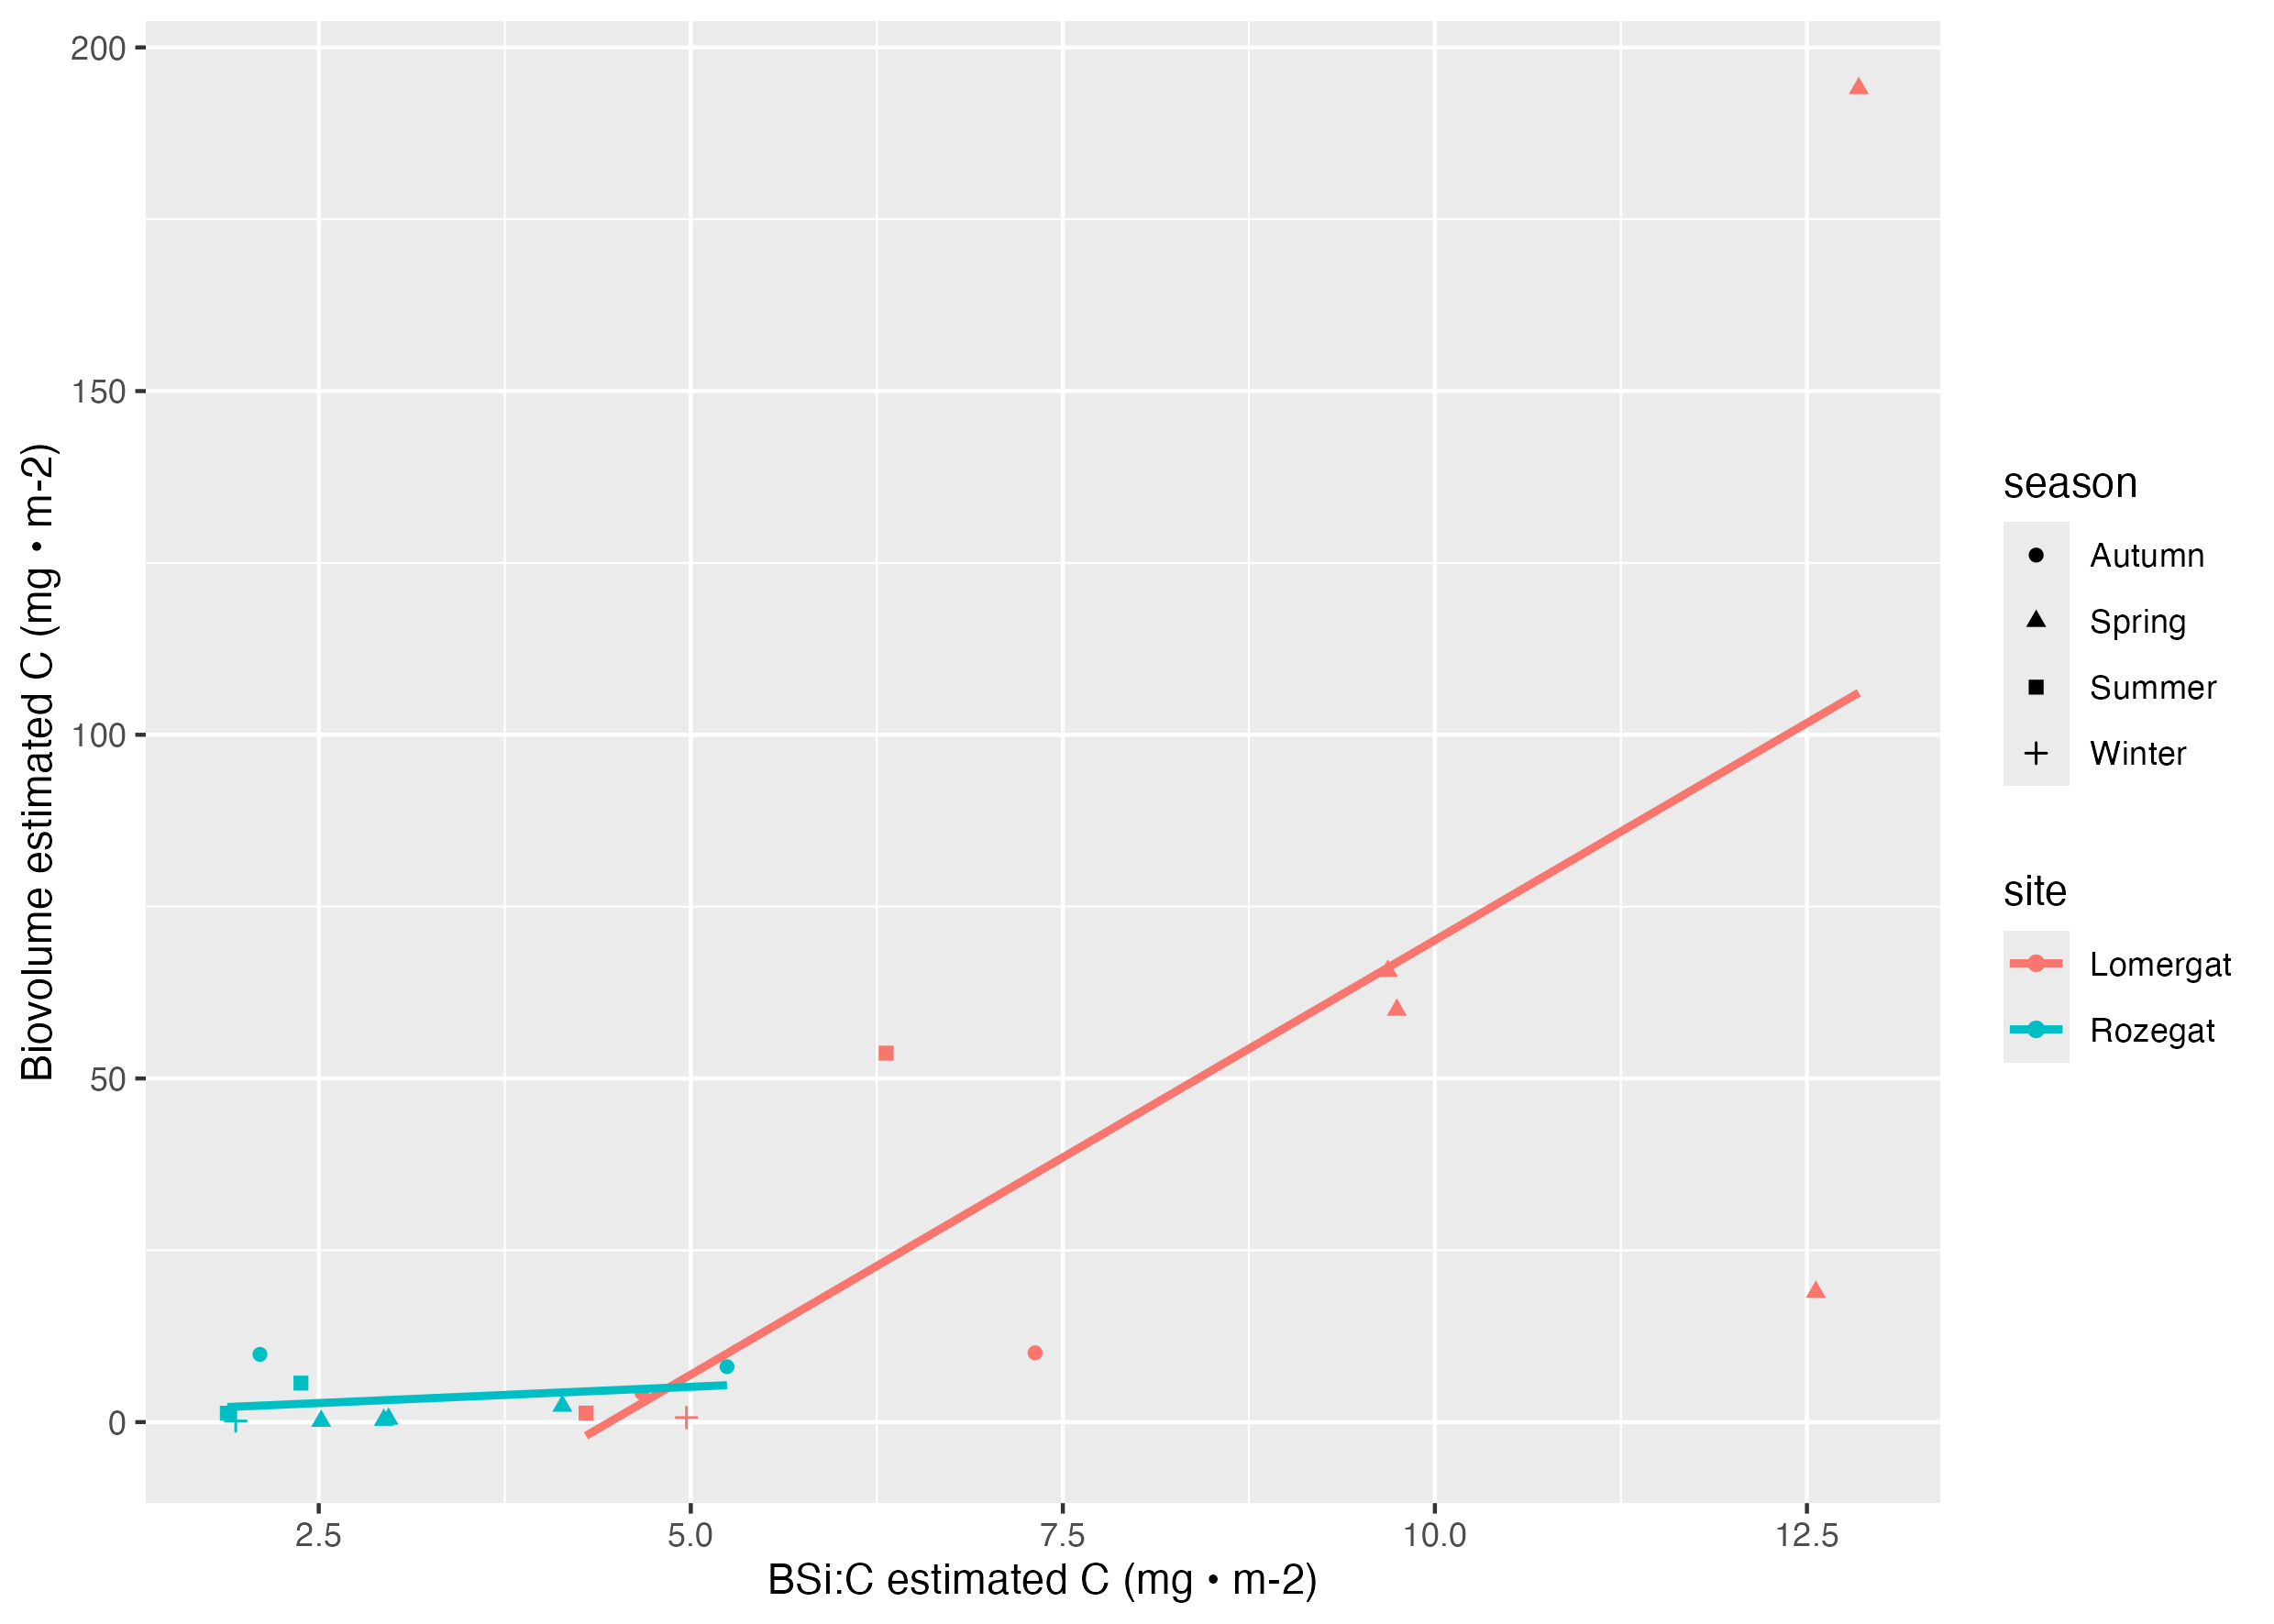 200
150
100
50
0
Biovolume estimated C (mg • m-2)
2.5 5.0 7.5 10.0 12.5
BSi:C estimated C (mg • m-2)
season
Autumn
Spring
Summer
Winter
site
Lomergat
Rozegat